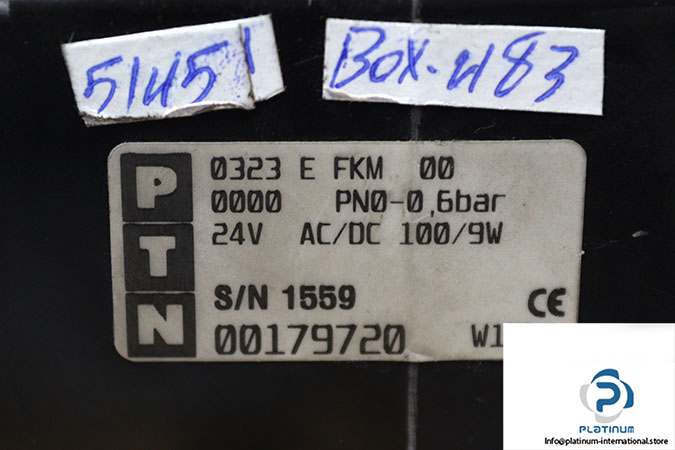 51451
BOX-483
P T N
0323 E FKM 00
0000 PN0-0,6bar
24V AC/DC 100/9W
S/N 1559
CE
00179720 W1
PLATINUM
Info@platinum-international.store